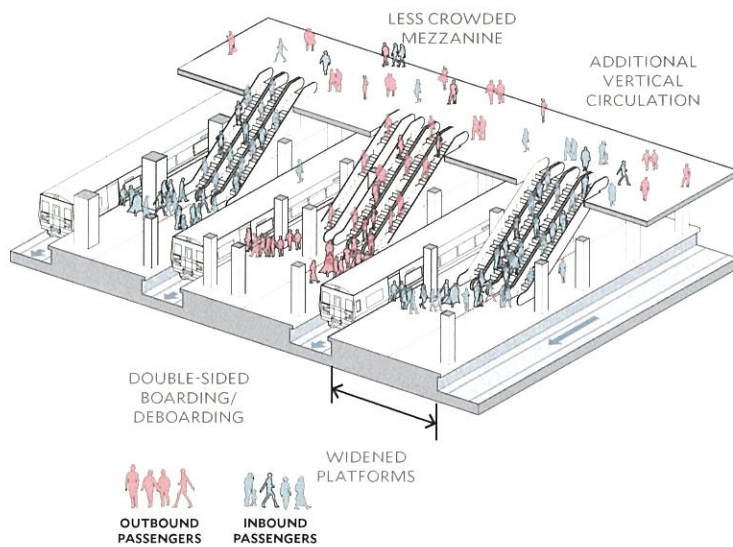 LESS CROWDED
MEZZANINE
ADDITIONAL
VERTICAL
CIRCULATION
DOUBLE-SIDED
BOARDING/
DEBOARDING
WIDENED
PLATFORMS
OUTBOUND
PASSENGERS
INBOUND
PASSENGERS